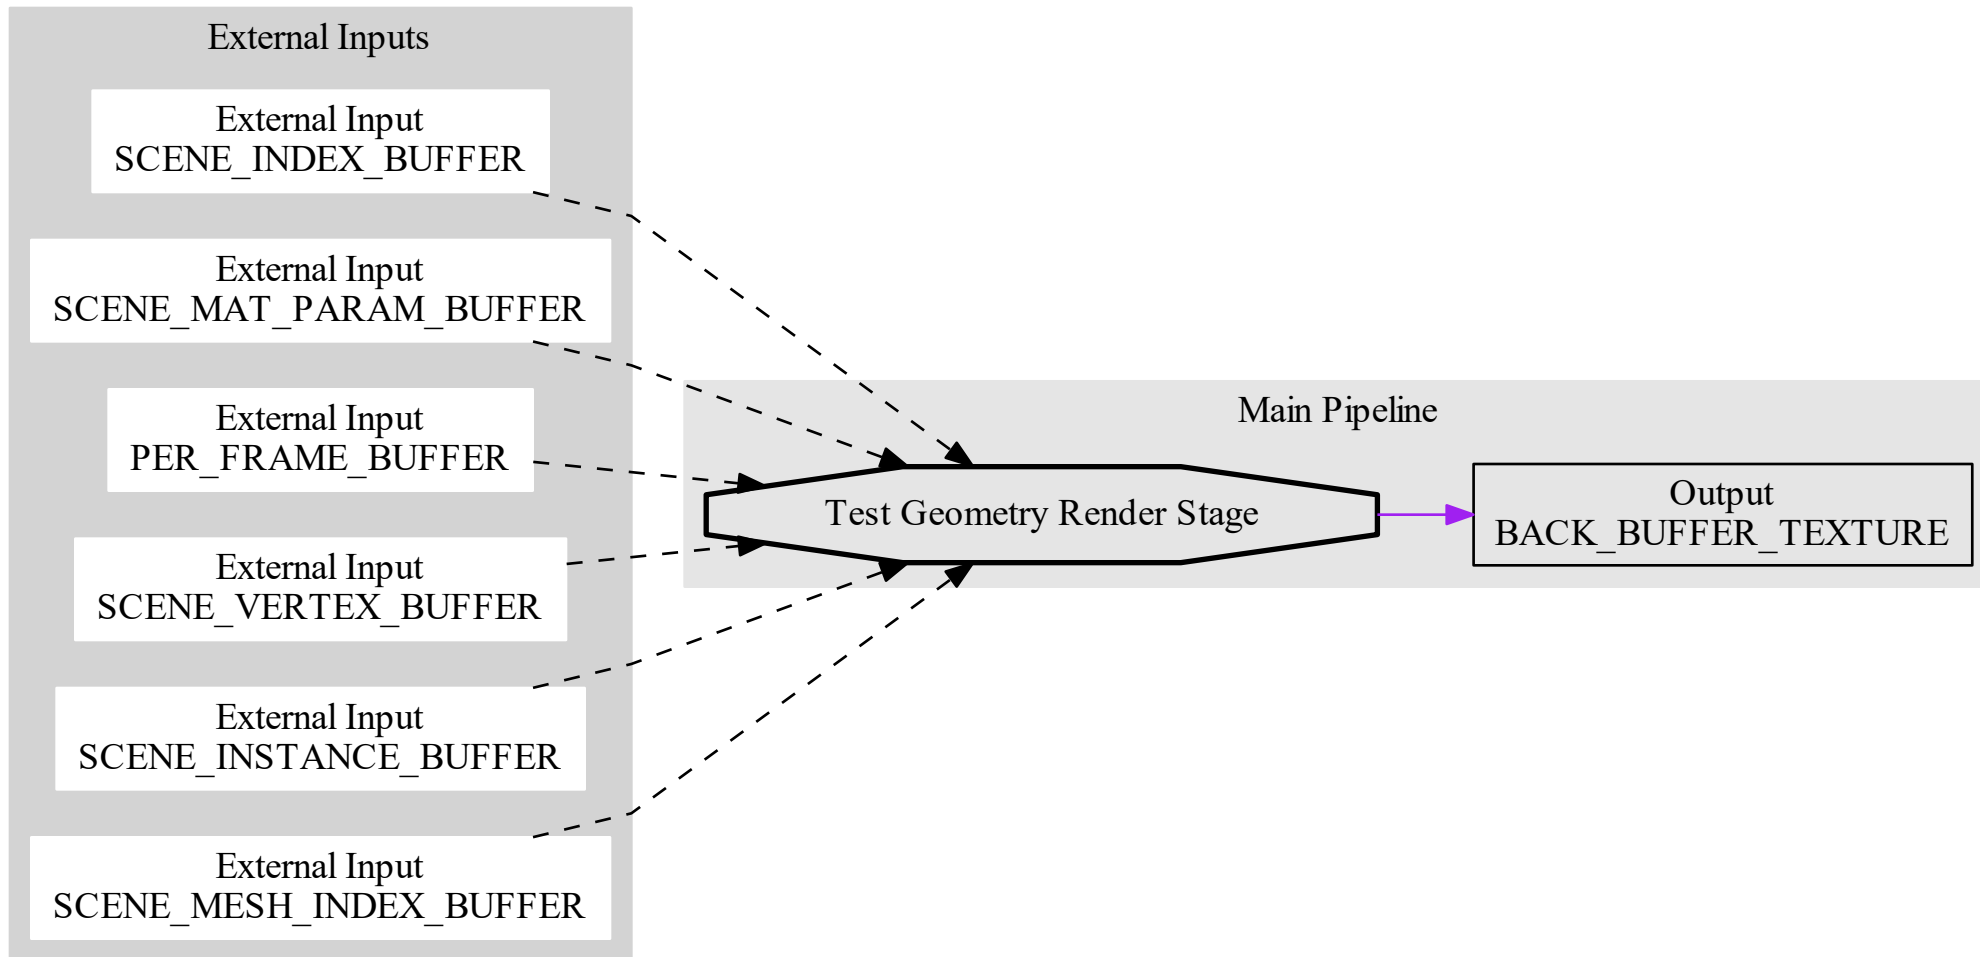 External Inputs
External Input
SCENE_INDEX_BUFFER
External Input
SCENE_MAT_PARAM_BUFFER
External Input
PER_FRAME_BUFFER
External Input
SCENE_VERTEX_BUFFER
External Input
SCENE_INSTANCE_BUFFER
External Input
SCENE_MESH_INDEX_BUFFER
Main Pipeline
Test Geometry Render Stage
Output
BACK_BUFFER_TEXTURE